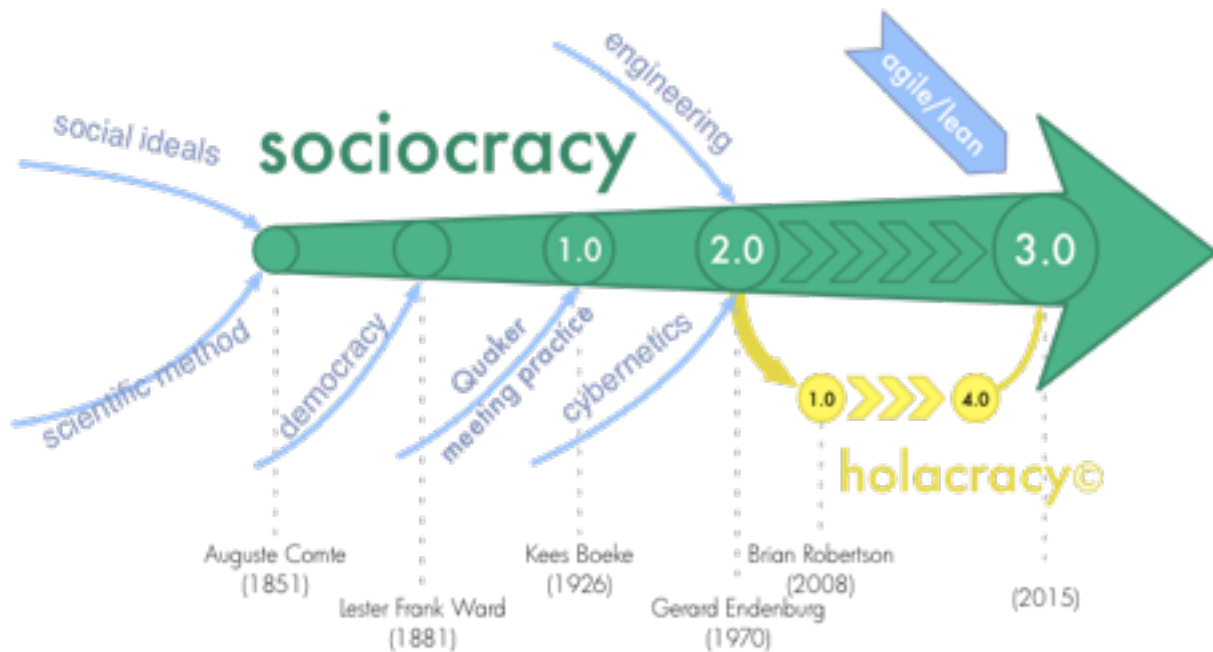 engineering
agile/lean
social ideals
sociocracy
1.0
2.0
3.0
scientific method
democracy
Quaker
meeting practice
cybernetics
1.0
4.0
holacracy©
Auguste Comte
(1851)
Lester Frank Ward
(1881)
Kees Boeke
(1926)
Gerard Endenburg
(1970)
Brian Robertson
(2008)
(2015)